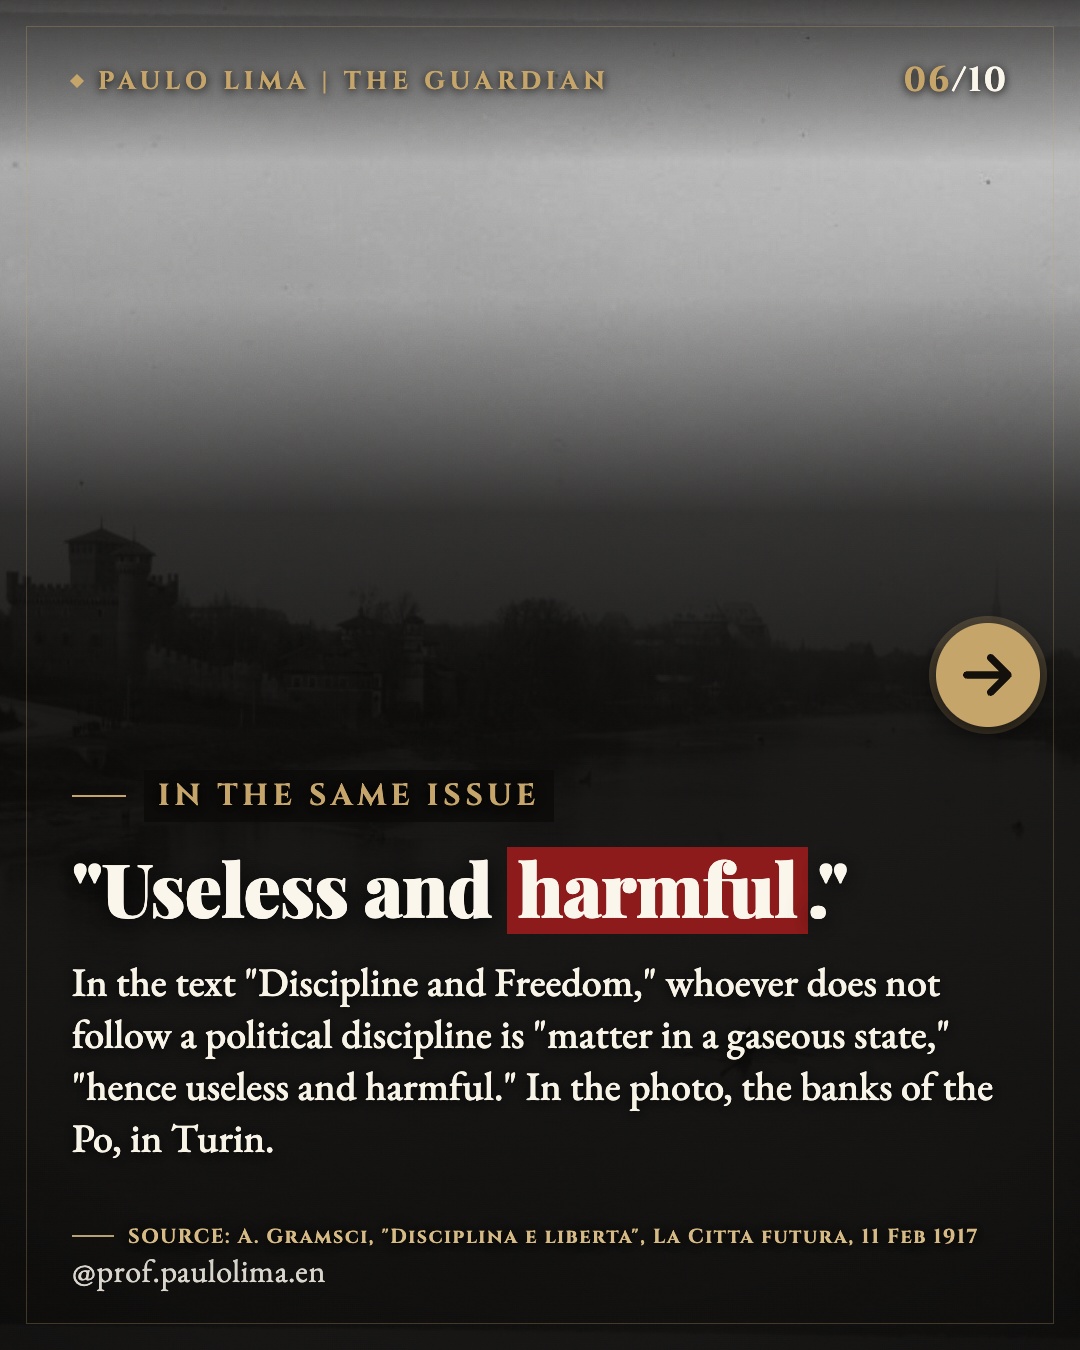 PAULO LIMA | THE GUARDIAN
06/10
IN THE SAME ISSUE
"Useless and harmful."
In the text "Discipline and Freedom," whoever does not
follow a political discipline is "matter in a gaseous state,"
"hence useless and harmful." In the photo, the banks of the
Po, in Turin.
SOURCE: A. Gramsci, "Disciplina e liberta", La Citta futura, 11 Feb 1917
@prof.paulolima.en